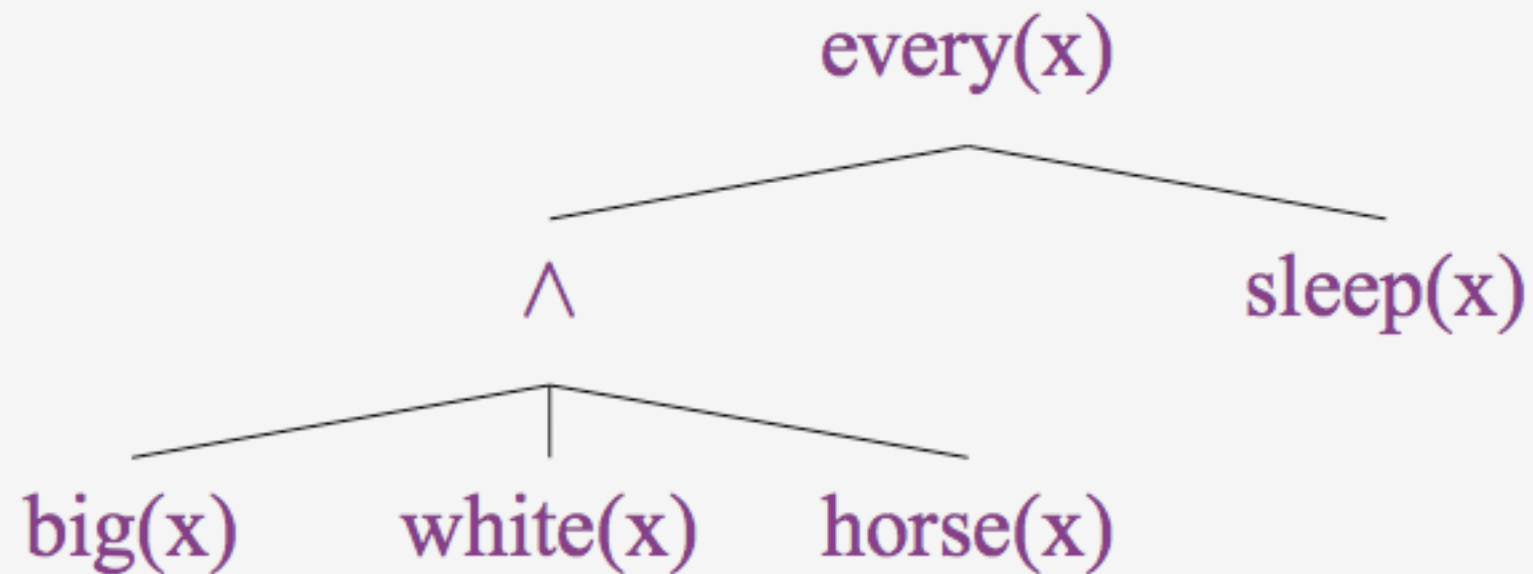 every(x)
∧ sleep(x)
big(x) white(x) horse(x)